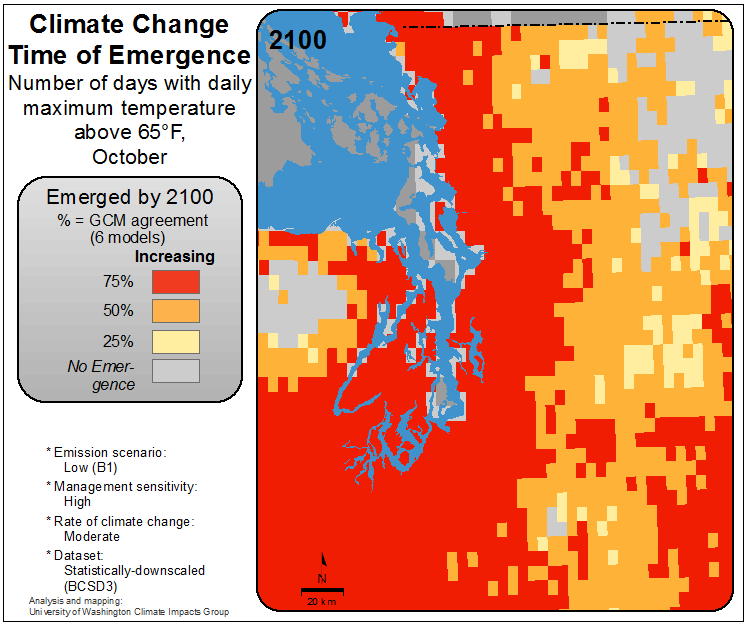 Climate Change
Time of Emergence
Number of days with daily
maximum temperature
above 65°F,
October
Emerged by 2100
% = GCM agreement
(6 models)
Increasing
75%
50%
25%
No Emer-
gence
* Emission scenario:
Low (B1)
* Management sensitivity:
High
* Rate of climate change:
Moderate
* Dataset:
Statistically-downscaled
(BCSD3)
Analysis and mapping:
University of Washington Climate Impacts Group
2100
N
20 km